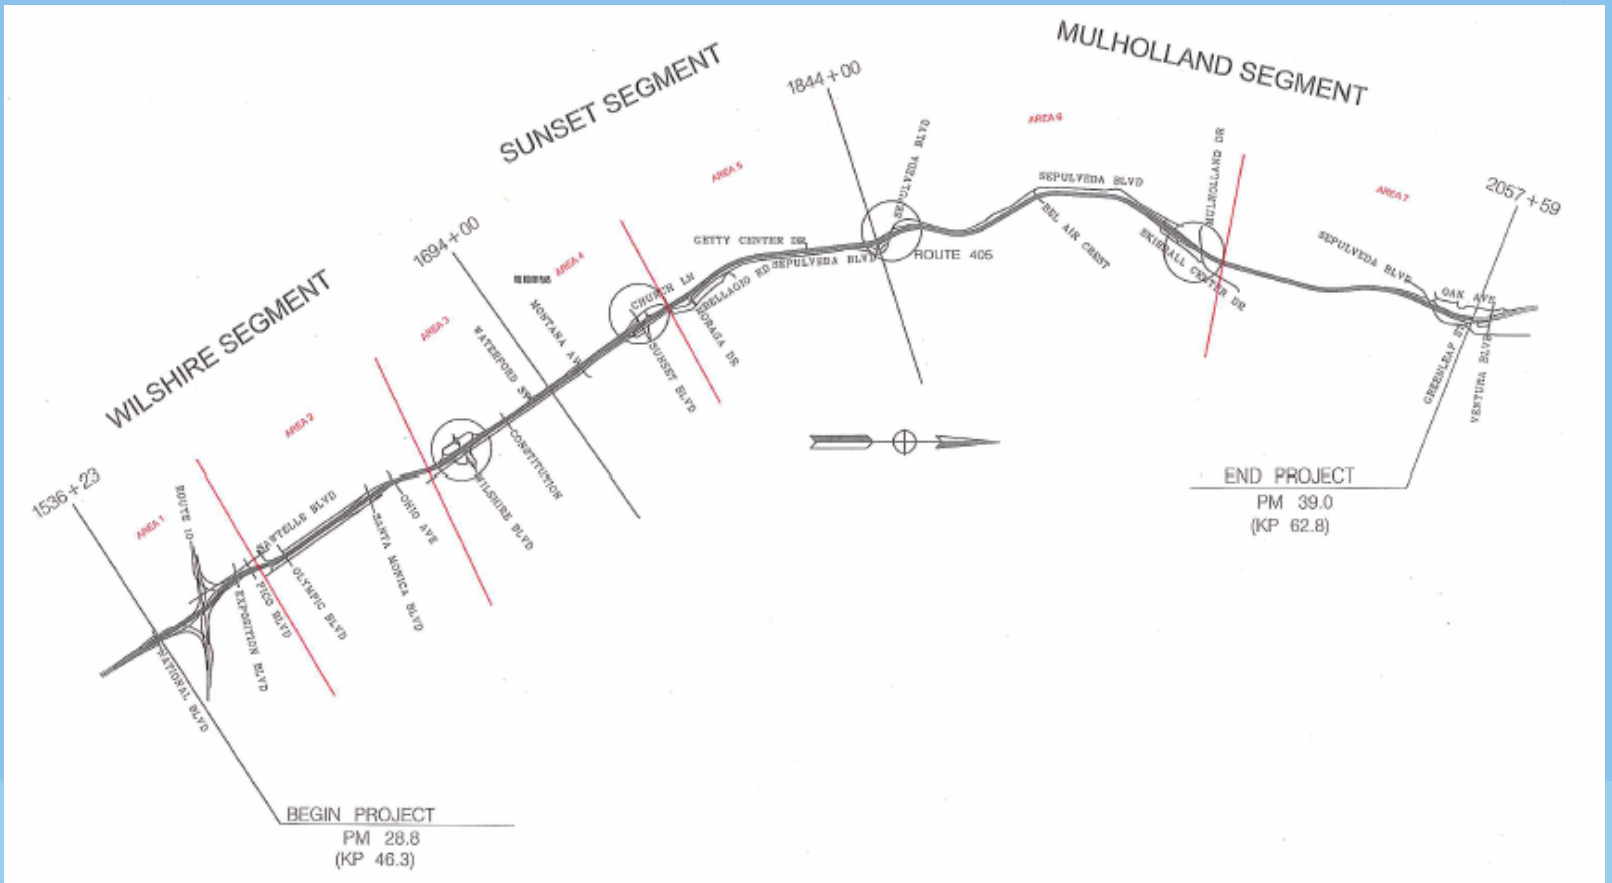 MULHOLLAND SEGMENT
SUNSET SEGMENT
WILSHIRE SEGMENT
1536+23
1694+00
1844+00
2057+59
AREA 1
AREA 2
AREA 3
AREA 4
AREA 5
AREA 6
AREA 7
ROUTE 10
NATIONAL BLVD
EXPOSITION BLVD
PICO BLVD
SAWTELLE BLVD
OLYMPIC BLVD
SANTA MONICA BLVD
OHIO AVE
WILSHIRE BLVD
CONSTITUTION
WATERFORD ST
MONTANA AV
CHURCH LN
SUNSET BLVD
MORAGA DR
BELLAGIO RD
GETTY CENTER DR
SEPULVEDA BLVD
SEPULVEDA BLVD
ROUTE 405
SEPULVEDA BLVD
BEL AIR CREST
SKIRBALL CENTER DR
MULHOLLAND DR
SEPULVEDA BLVD
OAK AVE
GREENLEAF ST
VENTURA BLVD
BEGIN PROJECT
PM 28.8
(KP 46.3)
END PROJECT
PM 39.0
(KP 62.8)